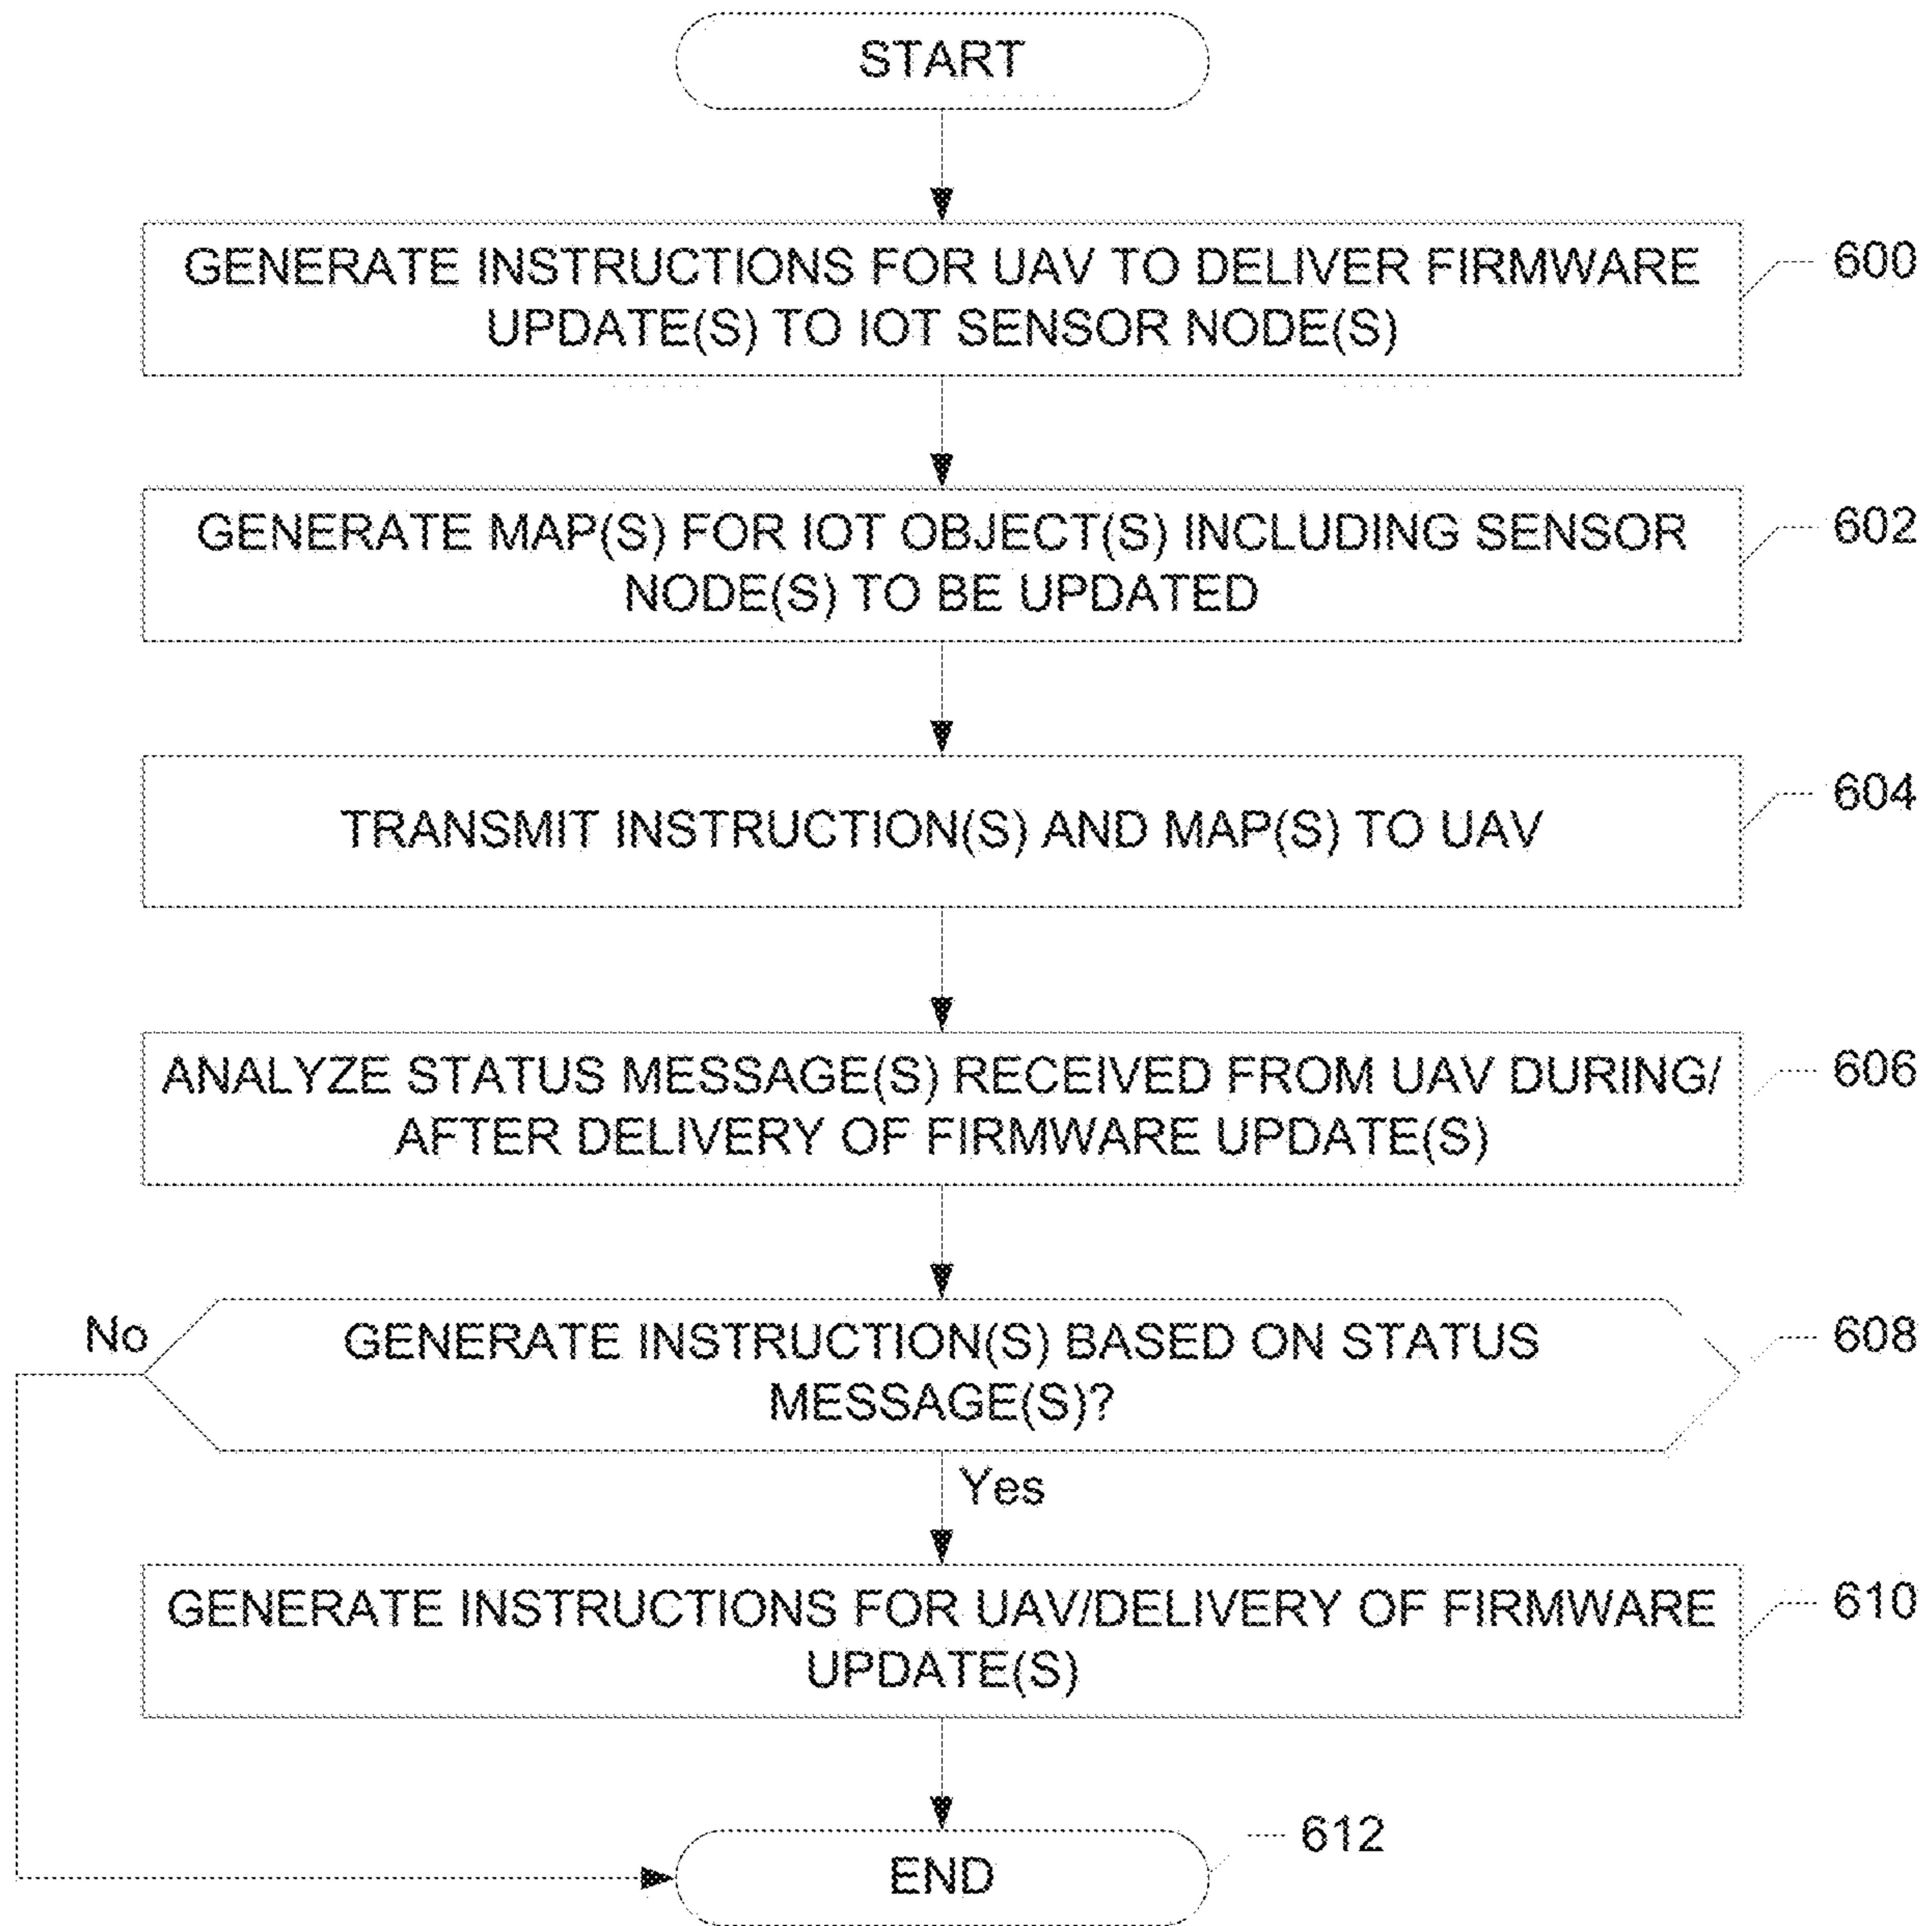 START
GENERATE INSTRUCTIONS FOR UAV TO DELIVER FIRMWARE
UPDATE(S) TO IOT SENSOR NODE(S)
600
GENERATE MAP(S) FOR IOT OBJECT(S) INCLUDING SENSOR
NODE(S) TO BE UPDATED
602
TRANSMIT INSTRUCTION(S) AND MAP(S) TO UAV
604
ANALYZE STATUS MESSAGE(S) RECEIVED FROM UAV DURING/
AFTER DELIVERY OF FIRMWARE UPDATE(S)
606
No
GENERATE INSTRUCTION(S) BASED ON STATUS
MESSAGE(S)?
608
Yes
GENERATE INSTRUCTIONS FOR UAV/DELIVERY OF FIRMWARE
UPDATE(S)
610
END
612